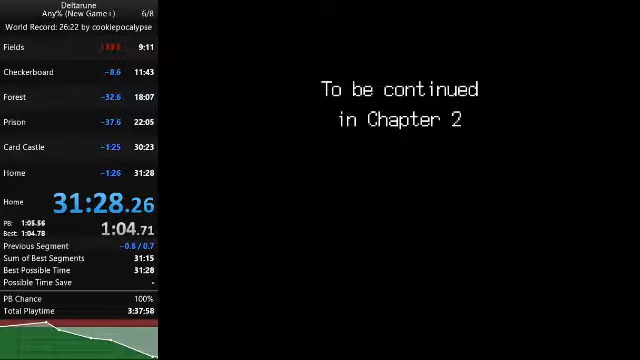 Deltarune
Any% (New Game+) 6/8
World Record: 26:22 by cookiepocalypse
Fields 9:11
Checkerboard −8.6 11:43
Forest −32.6 18:07
Prison −37.6 22:05
Card Castle −1:25 30:23
Home −1:26 31:28
Home 31:28.26
PB: 1:05.56
Best: 1:04.78 1:04.71
Previous Segment −0.8 / 0.7
Sum of Best Segments 31:15
Best Possible Time 31:28
Possible Time Save -
PB Chance 100%
Total Playtime 3:37:58
To be continued
in Chapter 2